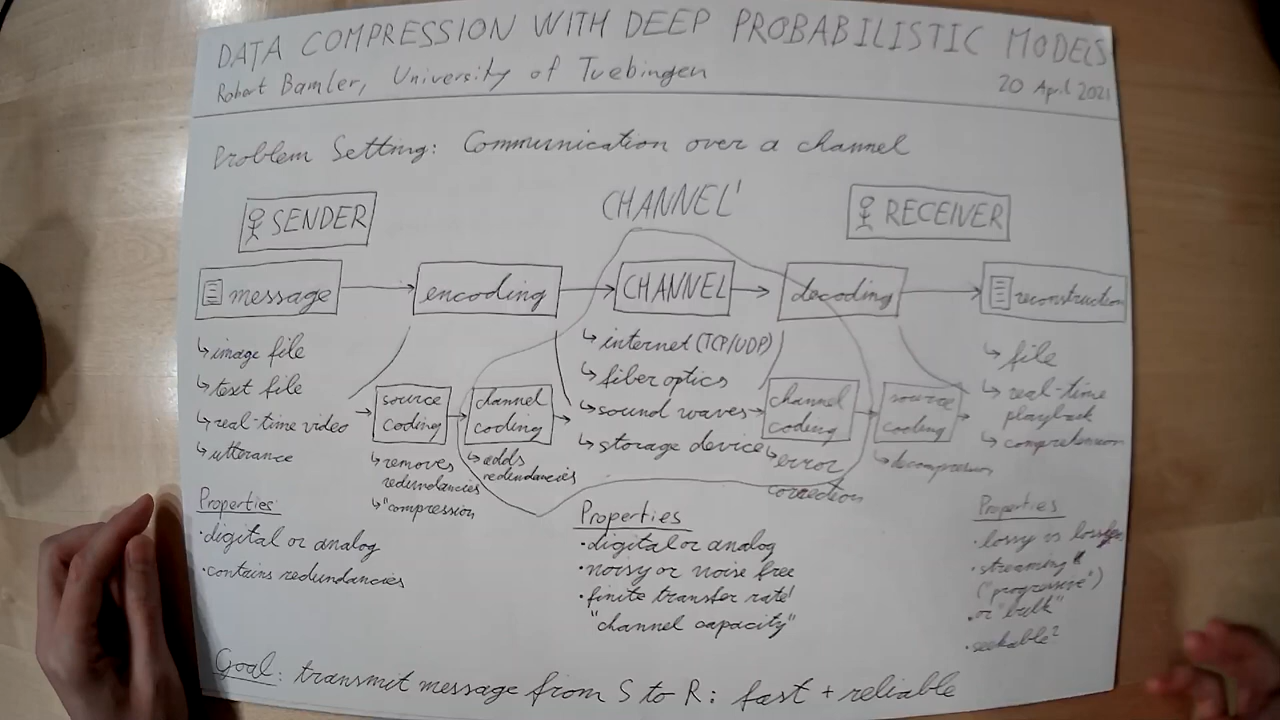 DATA COMPRESSION WITH DEEP PROBABILISTIC MODELS
Robert Bamler, University of Tuebingen
20 April 2021
Problem Setting: Communication over a channel
SENDER
CHANNEL'
RECEIVER
message
encoding
CHANNEL
decoding
reconstruction
↳ image file
↳ text file
↳ real-time video
↳ utterance
source coding
channel coding
↳ removes
redundancies
↳ "compression
↳ adds
redundancies
↳ internet (TCP/UDP)
↳ fiber optics
↳ sound waves
↳ storage device
channel coding
source coding
↳ error
correction
↳ decompression
↳ file
↳ real-time
playback
↳ comprehension
Properties
· digital or analog
· contains redundancies
Properties
· digital or analog
· noisy or noise free
· finite transfer rate
"channel capacity"
Properties
· lossy vs lossless
· streaming"
("progressive")
· or "bulk"
· seekable?
Goal: transmit message from S to R: fast + reliable